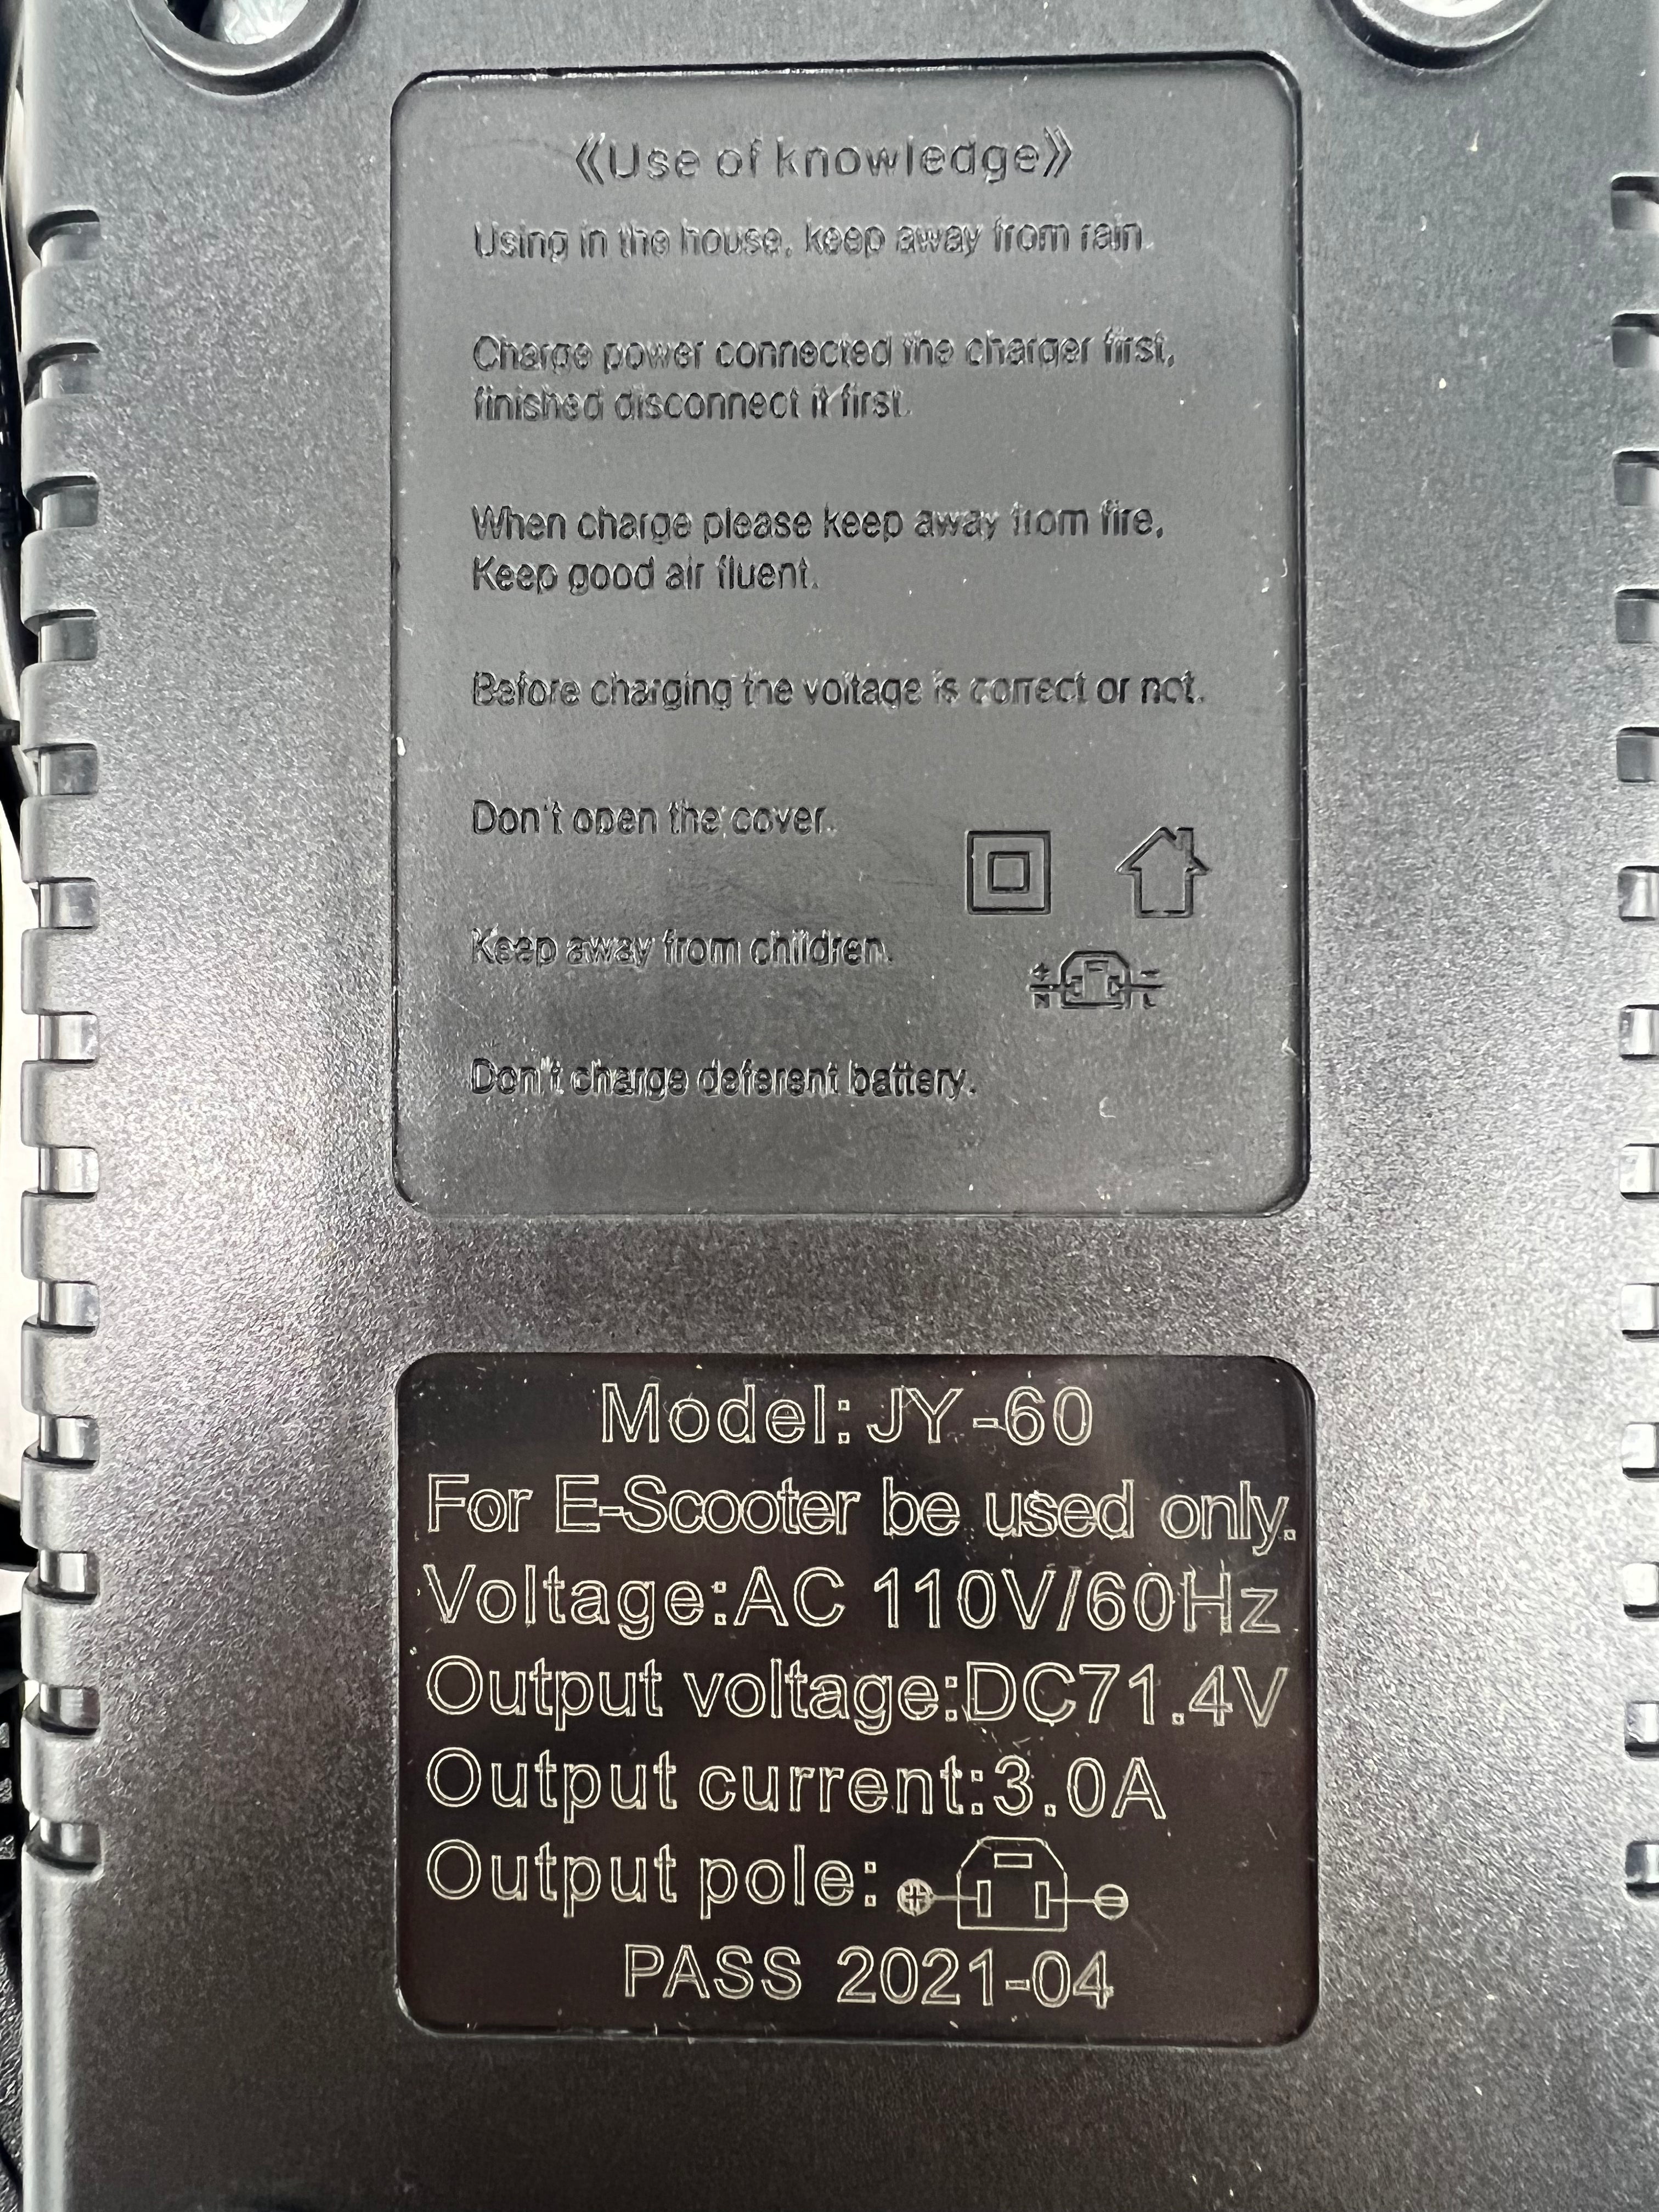 《Use of knowledge》
Using in the house, keep away from rain.
Charge power connected the charger first,
finished disconnect it first.
When charge please keep away from fire,
Keep good air fluent.
Before charging the voltage is correct or not.
Don't open the cover.
Keep away from children.
+ -
N L
Don't charge deferent battery.
Model: JY-60
For E-Scooter be used only.
Voltage:AC 110V/60Hz
Output voltage:DC71.4V
Output current:3.0A
Output pole: + -
PASS 2021-04